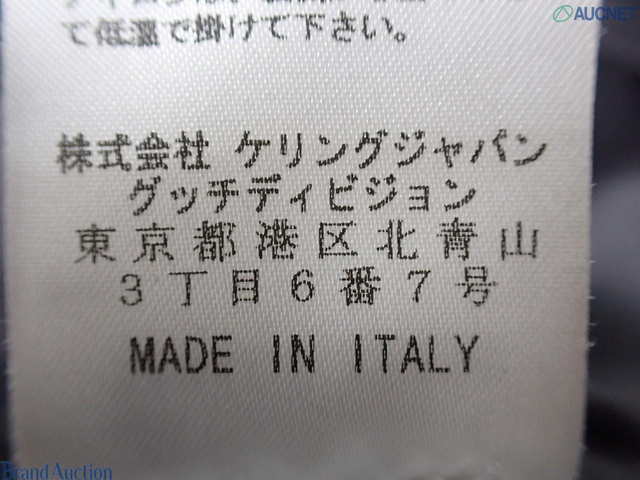 AUCNET
て低温で掛けて下さい。
株式会社 ケリングジャパン
グッチディビジョン
東京都港区北青山
3丁目6番7号
MADE IN ITALY
BrandAuction